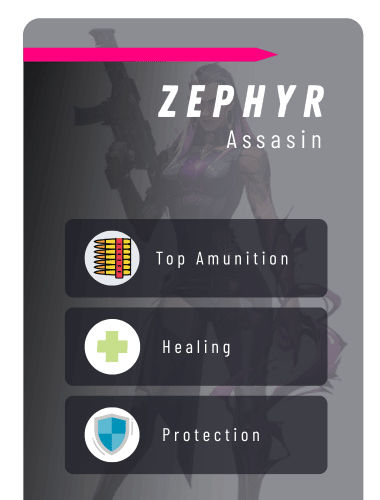 ZEPHYR
Assasin
Top Amunition
Healing
Protection